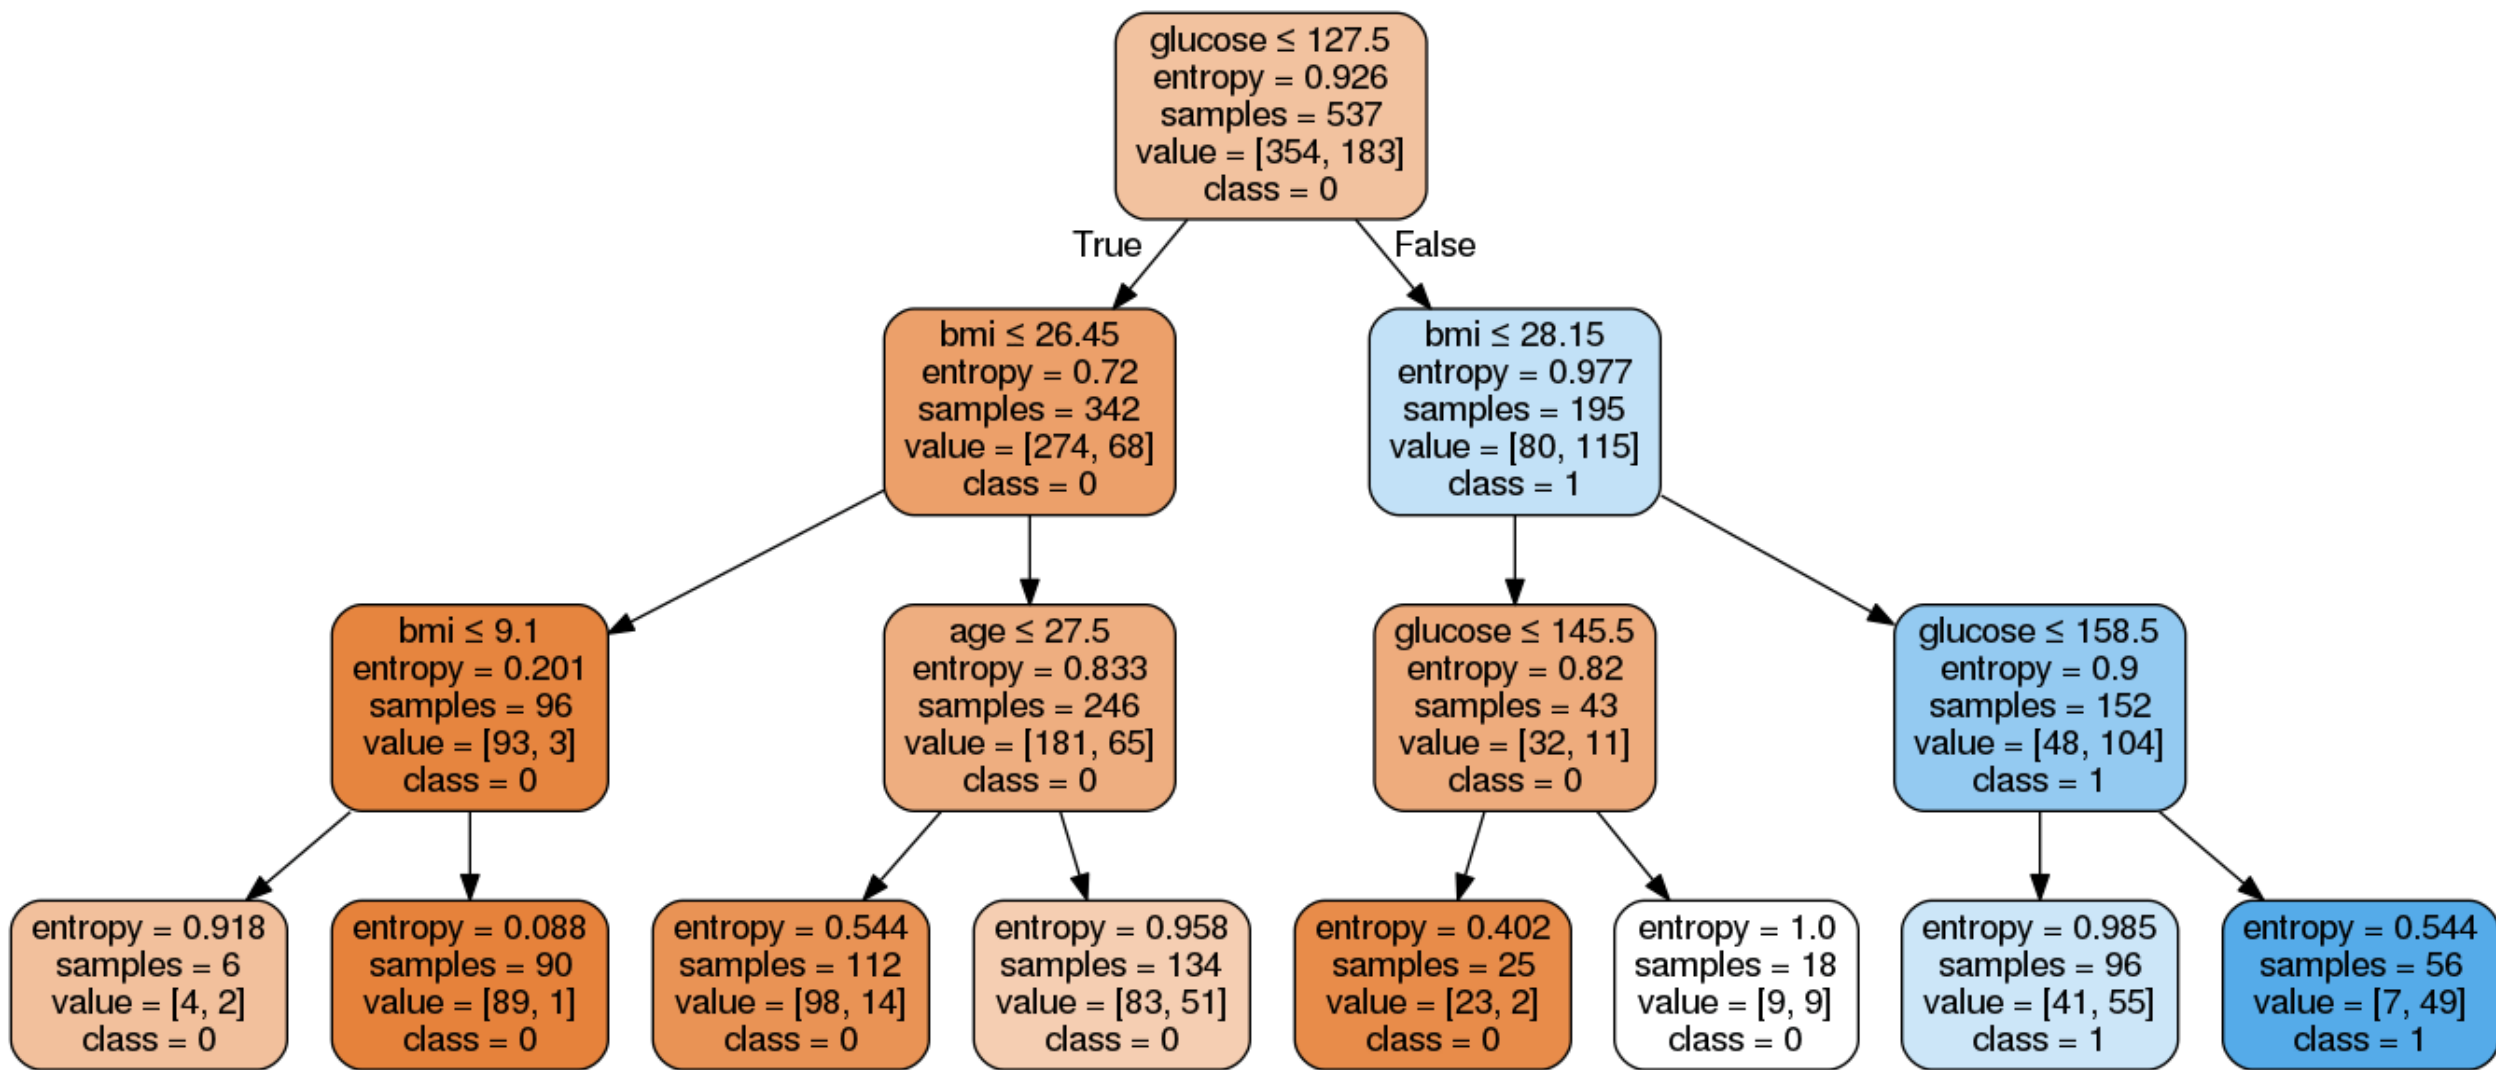 glucose ≤ 127.5
entropy = 0.926
samples = 537
value = [354, 183]
class = 0
True
False
bmi ≤ 26.45
entropy = 0.72
samples = 342
value = [274, 68]
class = 0
bmi ≤ 28.15
entropy = 0.977
samples = 195
value = [80, 115]
class = 1
bmi ≤ 9.1
entropy = 0.201
samples = 96
value = [93, 3]
class = 0
age ≤ 27.5
entropy = 0.833
samples = 246
value = [181, 65]
class = 0
glucose ≤ 145.5
entropy = 0.82
samples = 43
value = [32, 11]
class = 0
glucose ≤ 158.5
entropy = 0.9
samples = 152
value = [48, 104]
class = 1
entropy = 0.918
samples = 6
value = [4, 2]
class = 0
entropy = 0.088
samples = 90
value = [89, 1]
class = 0
entropy = 0.544
samples = 112
value = [98, 14]
class = 0
entropy = 0.958
samples = 134
value = [83, 51]
class = 0
entropy = 0.402
samples = 25
value = [23, 2]
class = 0
entropy = 1.0
samples = 18
value = [9, 9]
class = 0
entropy = 0.985
samples = 96
value = [41, 55]
class = 1
entropy = 0.544
samples = 56
value = [7, 49]
class = 1